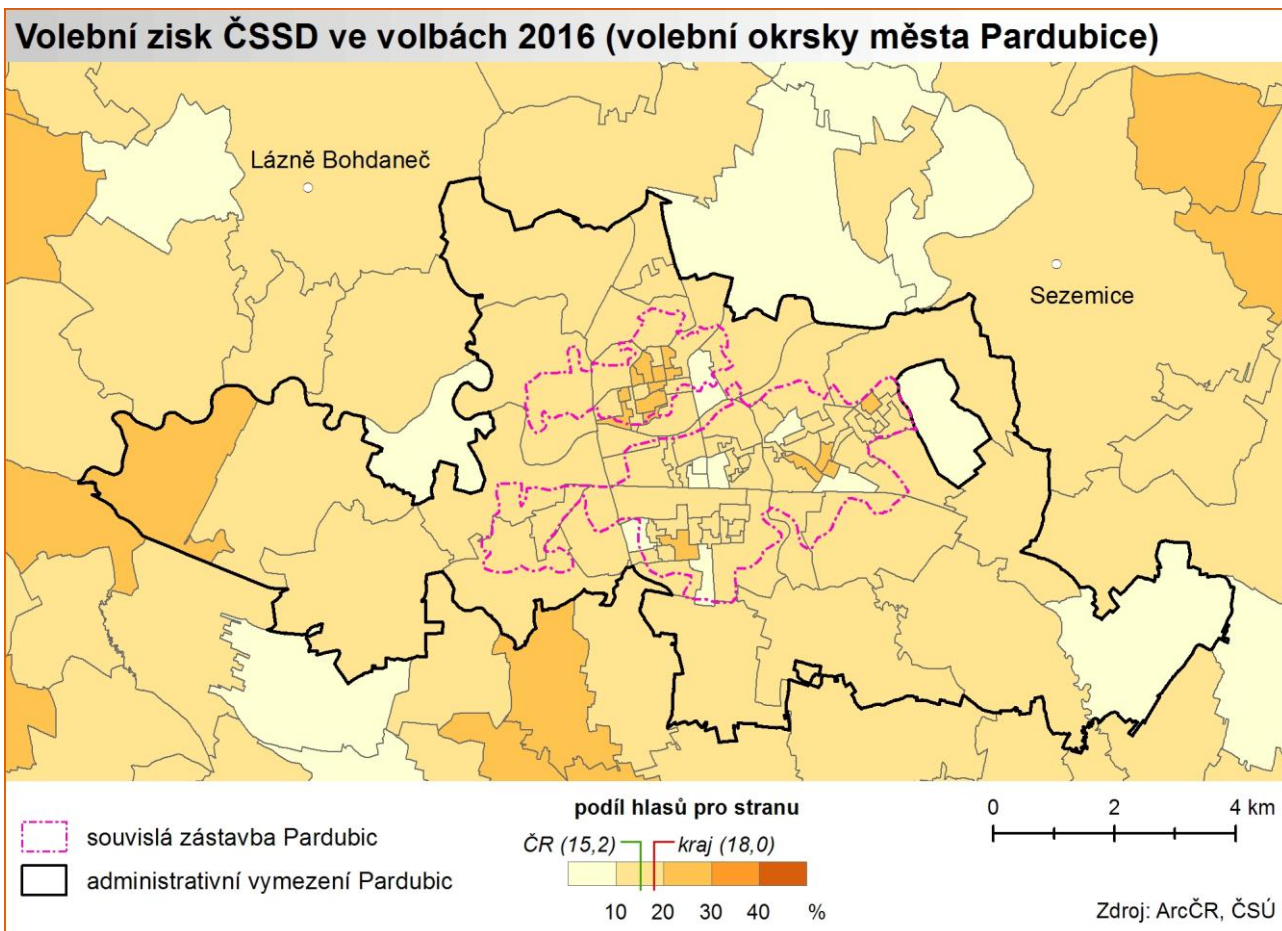 Volební zisk ČSSD ve volbách 2016 (volební okrsky města Pardubice)
Lázně Bohdaneč
Sezemice
souvislá zástavba Pardubic
administrativní vymezení Pardubic
podíl hlasů pro stranu
ČR (15,2) kraj (18,0)
10 20 30 40 %
0 2 4 km
Zdroj: ArcČR, ČSÚ